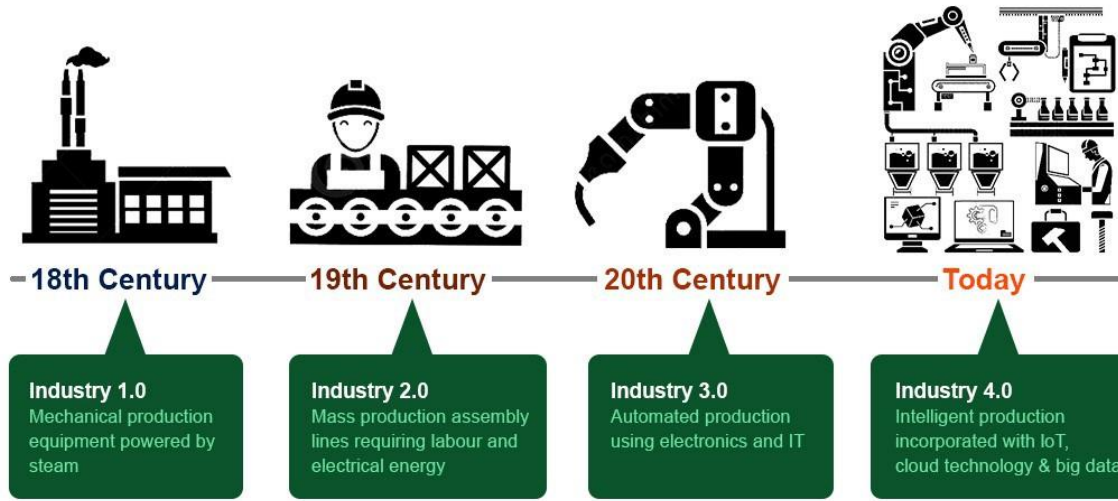 18th Century
19th Century
20th Century
Today
Industry 1.0
Mechanical production
equipment powered by
steam
Industry 2.0
Mass production assembly
lines requiring labour and
electrical energy
Industry 3.0
Automated production
using electronics and IT
Industry 4.0
Intelligent production
incorporated with IoT,
cloud technology & big data